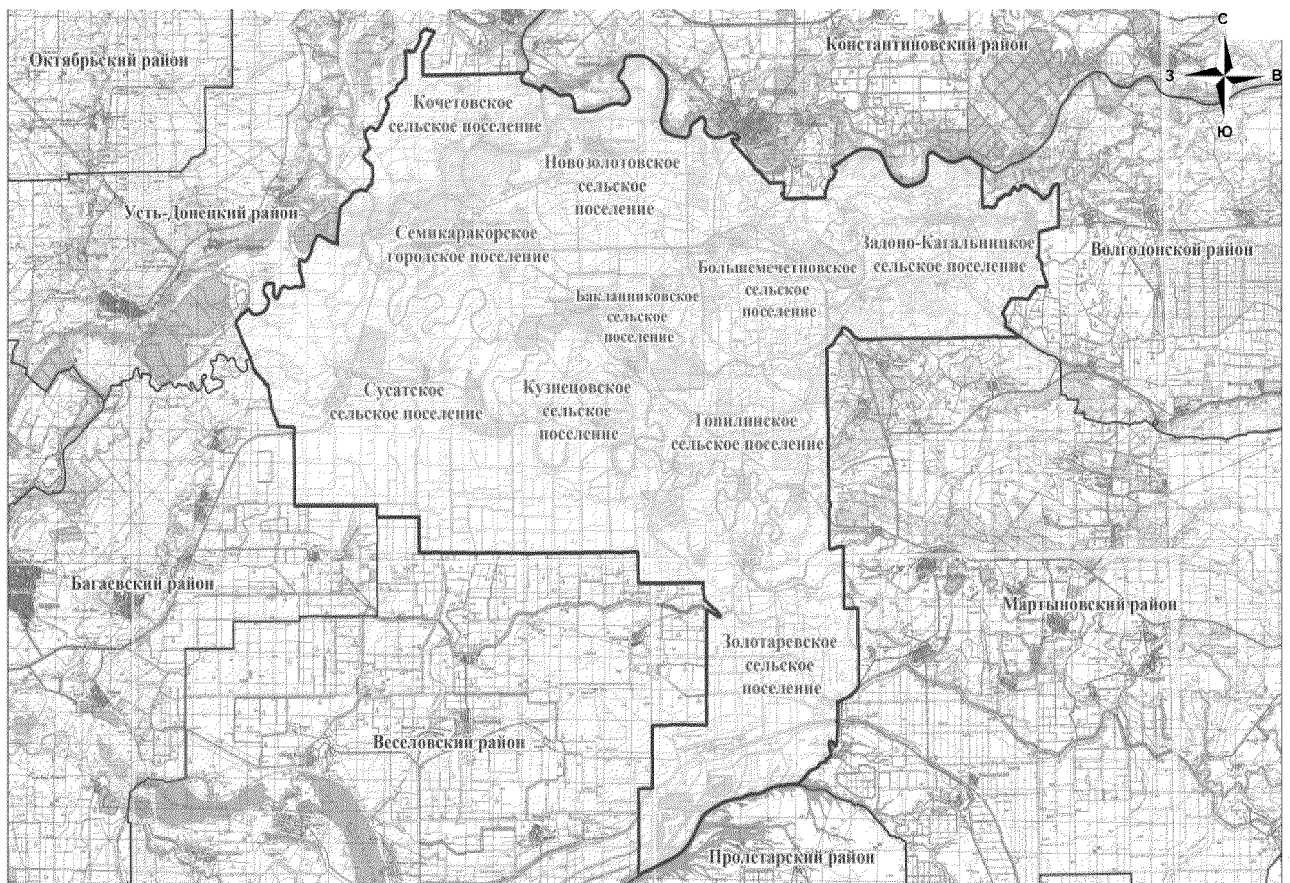 С
Константиновский район
Октябрьский район
З
В
Ю
Кочетовское
сельское поселение
Новозолотовское
сельское
поселение
Усть-Донецкий район
Семикаракорское
городское поселение
Задоно-Кагальницкое
сельское поселение
Волгодонской район
Большемечетновское
сельское
поселение
Бакланниковское
сельское
поселение
Сусатское
сельское поселение
Кузнецовское
сельское
поселение
Топилинское
сельское поселение
Багаевский район
Мартыновский район
Золотаревское
сельское
поселение
Веселовский район
Пролетарский район